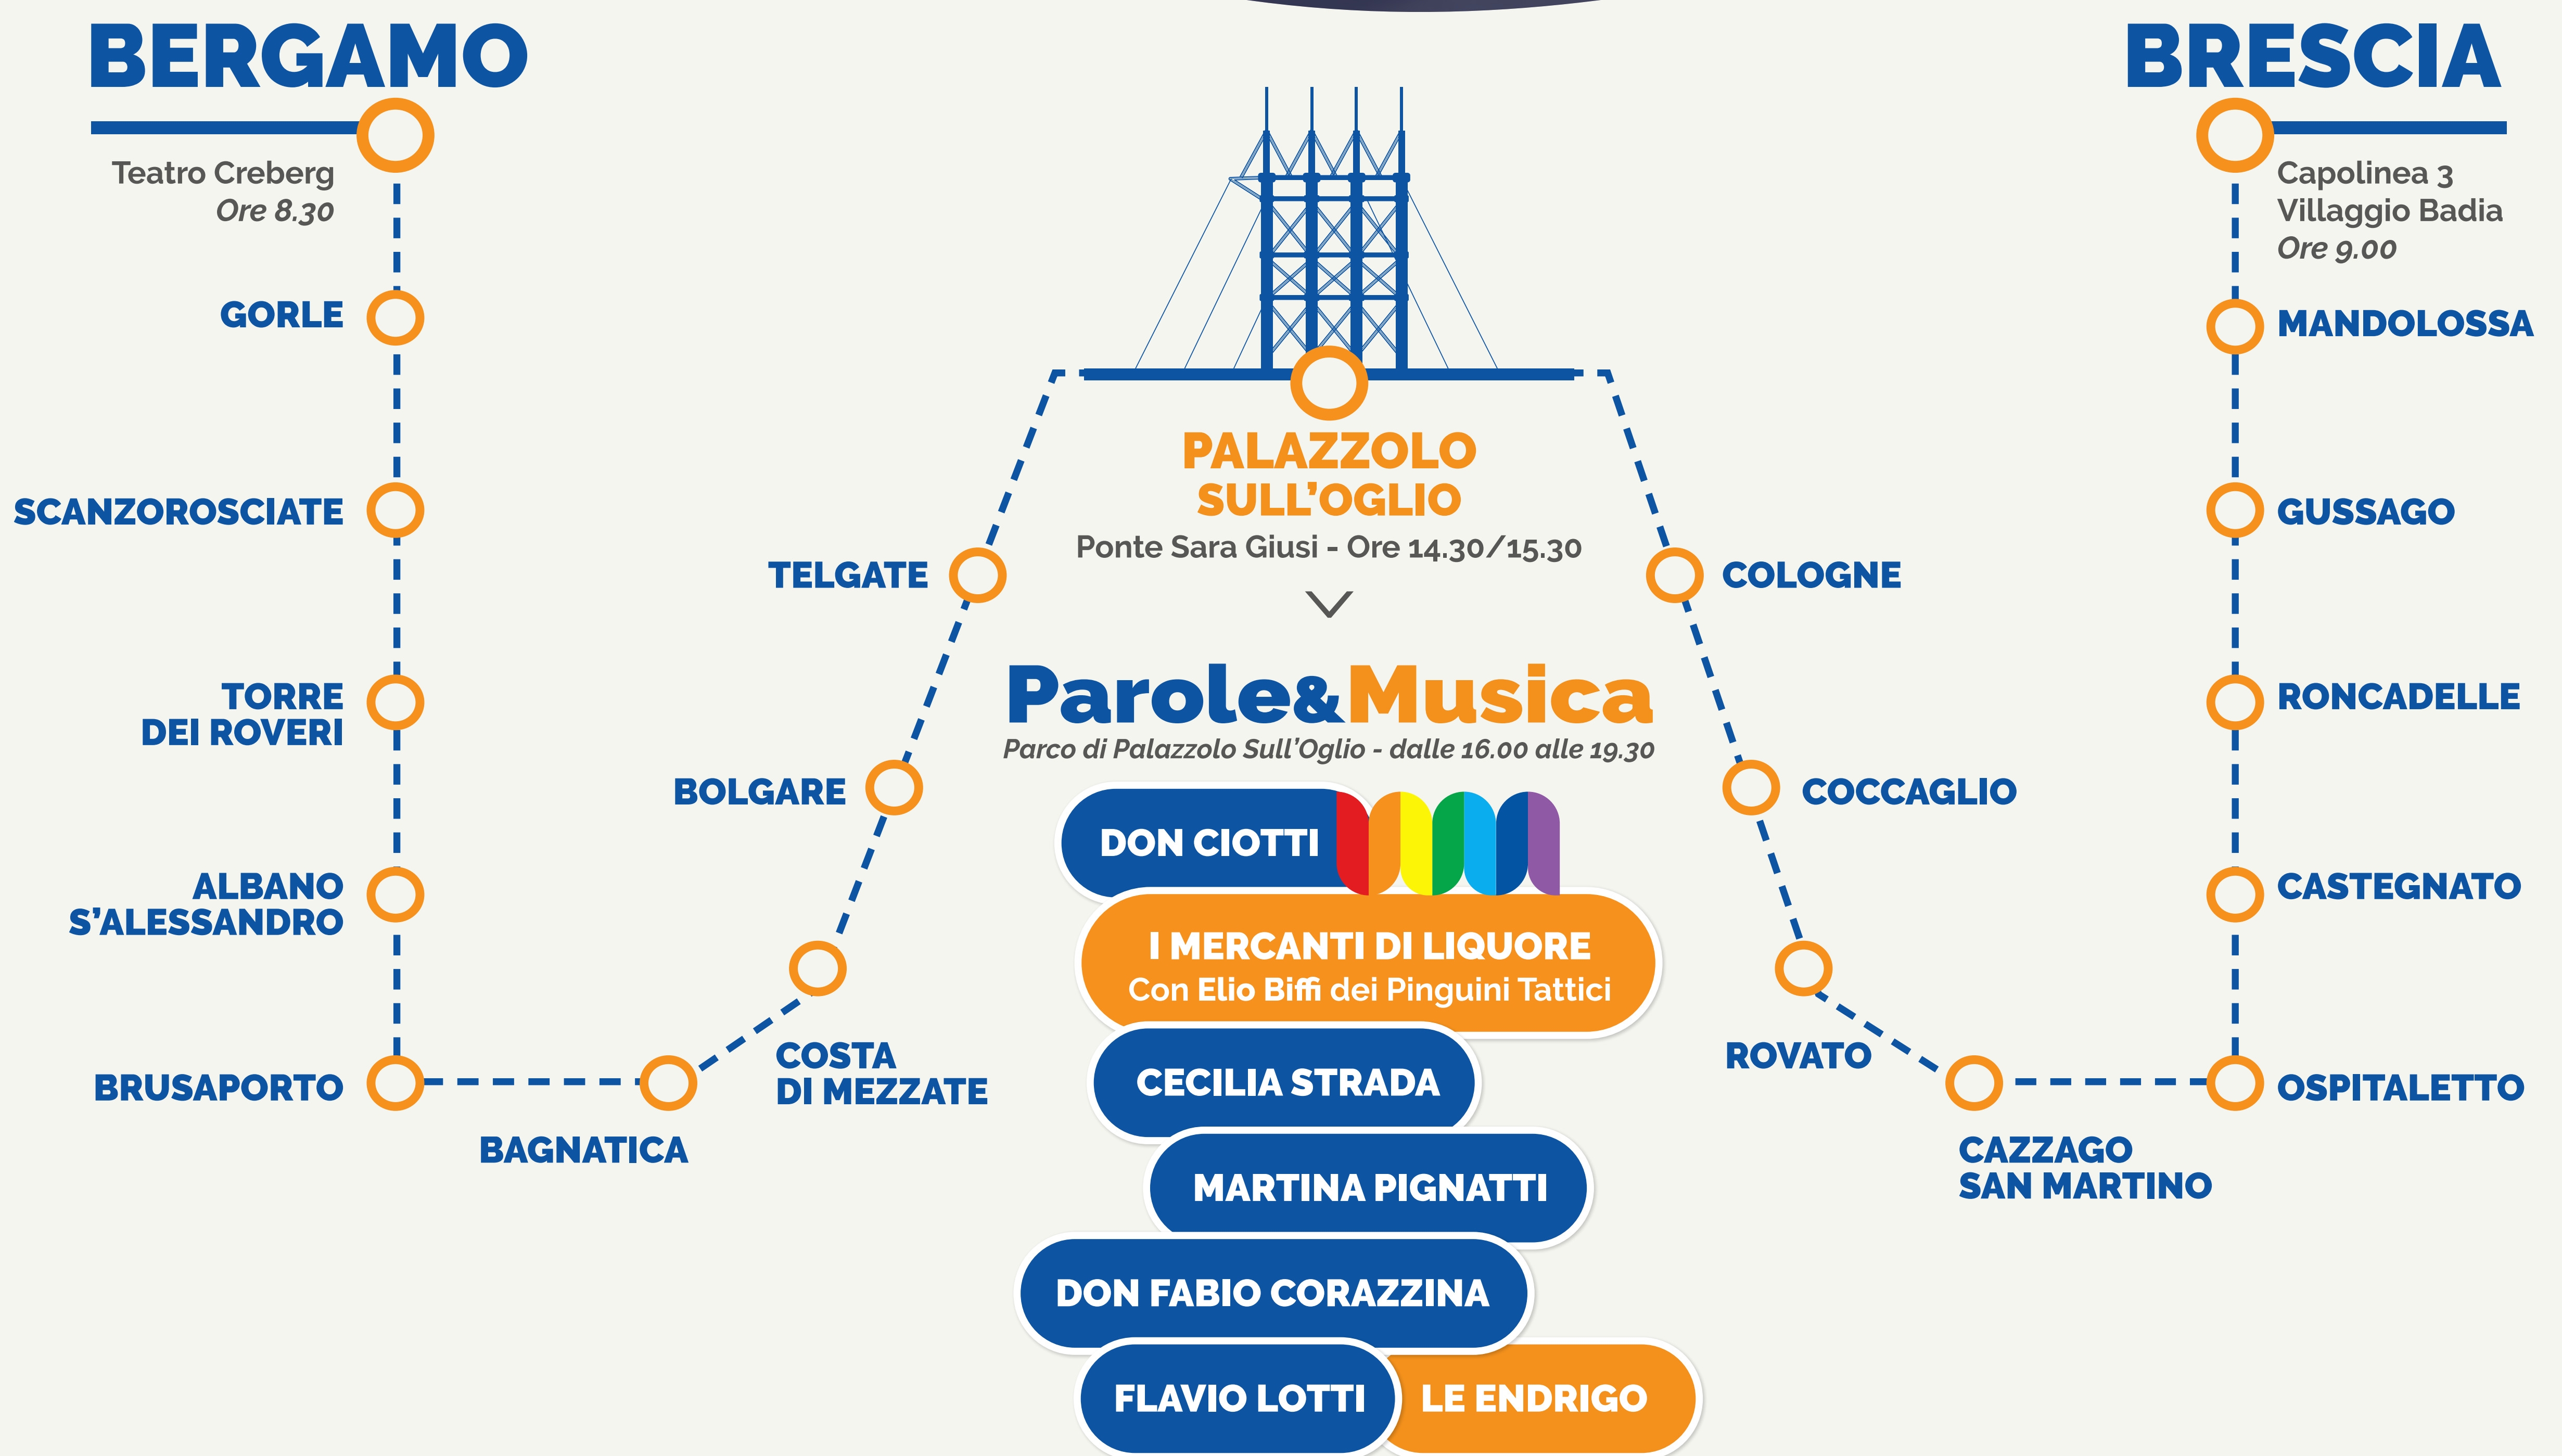 BERGAMO
Teatro Creberg
Ore 8.30
GORLE
SCANZOROSCIATE
TORRE
DEI ROVERI
ALBANO
S'ALESSANDRO
BRUSAPORTO
BAGNATICA
COSTA
DI MEZZATE
BOLGARE
TELGATE
PALAZZOLO
SULL'OGLIO
Ponte Sara Giusi - Ore 14.30/15.30
Parole&Musica
Parco di Palazzolo Sull'Oglio - dalle 16.00 alle 19.30
DON CIOTTI
I MERCANTI DI LIQUORE
Con Elio Biffi dei Pinguini Tattici
CECILIA STRADA
MARTINA PIGNATTI
DON FABIO CORAZZINA
FLAVIO LOTTI
LE ENDRIGO
COLOGNE
COCCAGLIO
ROVATO
CAZZAGO
SAN MARTINO
BRESCIA
Capolinea 3
Villaggio Badia
Ore 9.00
MANDOLOSSA
GUSSAGO
RONCADELLE
CASTEGNATO
OSPITALETTO